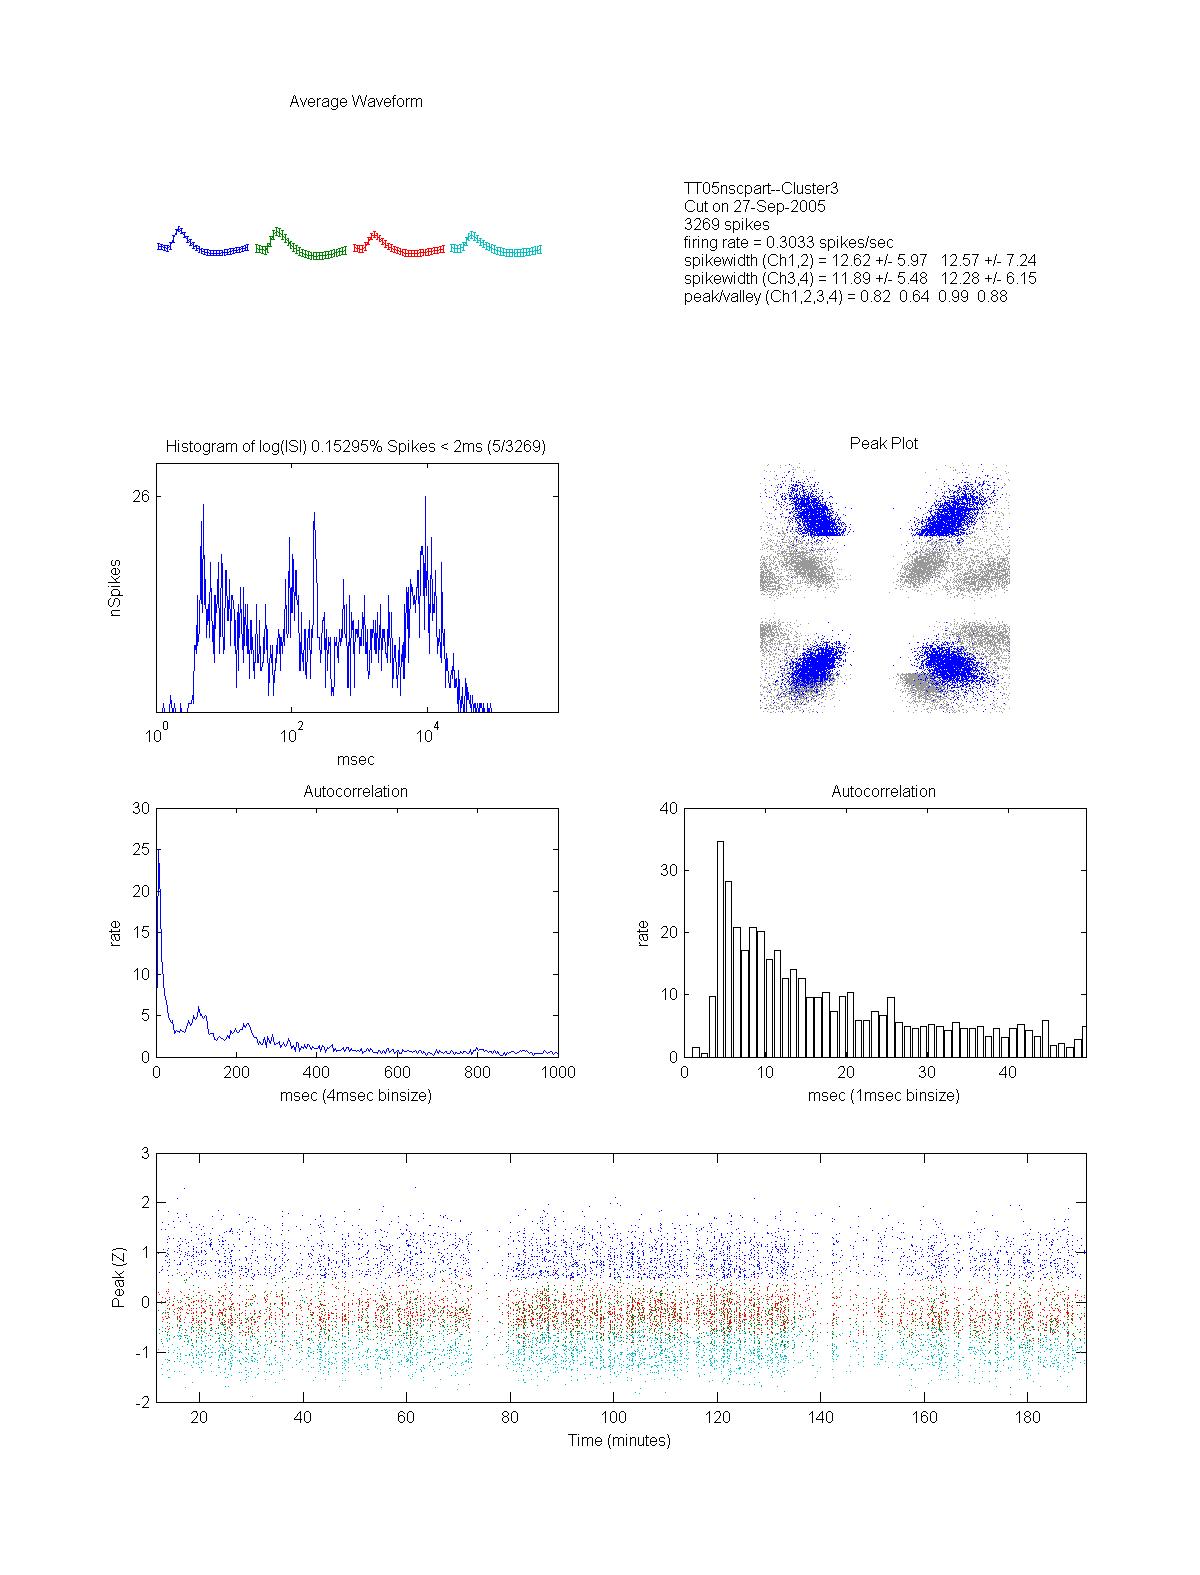 Average Waveform
TT05nscpart--Cluster3
Cut on 27-Sep-2005
3269 spikes
firing rate = 0.3033 spikes/sec
spikewidth (Ch1,2) = 12.62 +/- 5.97 12.57 +/- 7.24
spikewidth (Ch3,4) = 11.89 +/- 5.48 12.28 +/- 6.15
peak/valley (Ch1,2,3,4) = 0.82 0.64 0.99 0.88
Histogram of log(ISI) 0.15295% Spikes < 2ms (5/3269)
26
nSpikes
10^0 10^2 10^4
msec
Peak Plot
Autocorrelation
30
25
20
15
10
5
0
rate
0 200 400 600 800 1000
msec (4msec binsize)
Autocorrelation
40
30
20
10
0
rate
0 10 20 30 40
msec (1msec binsize)
3
2
1
0
-1
-2
Peak (Z)
20 40 60 80 100 120 140 160 180
Time (minutes)